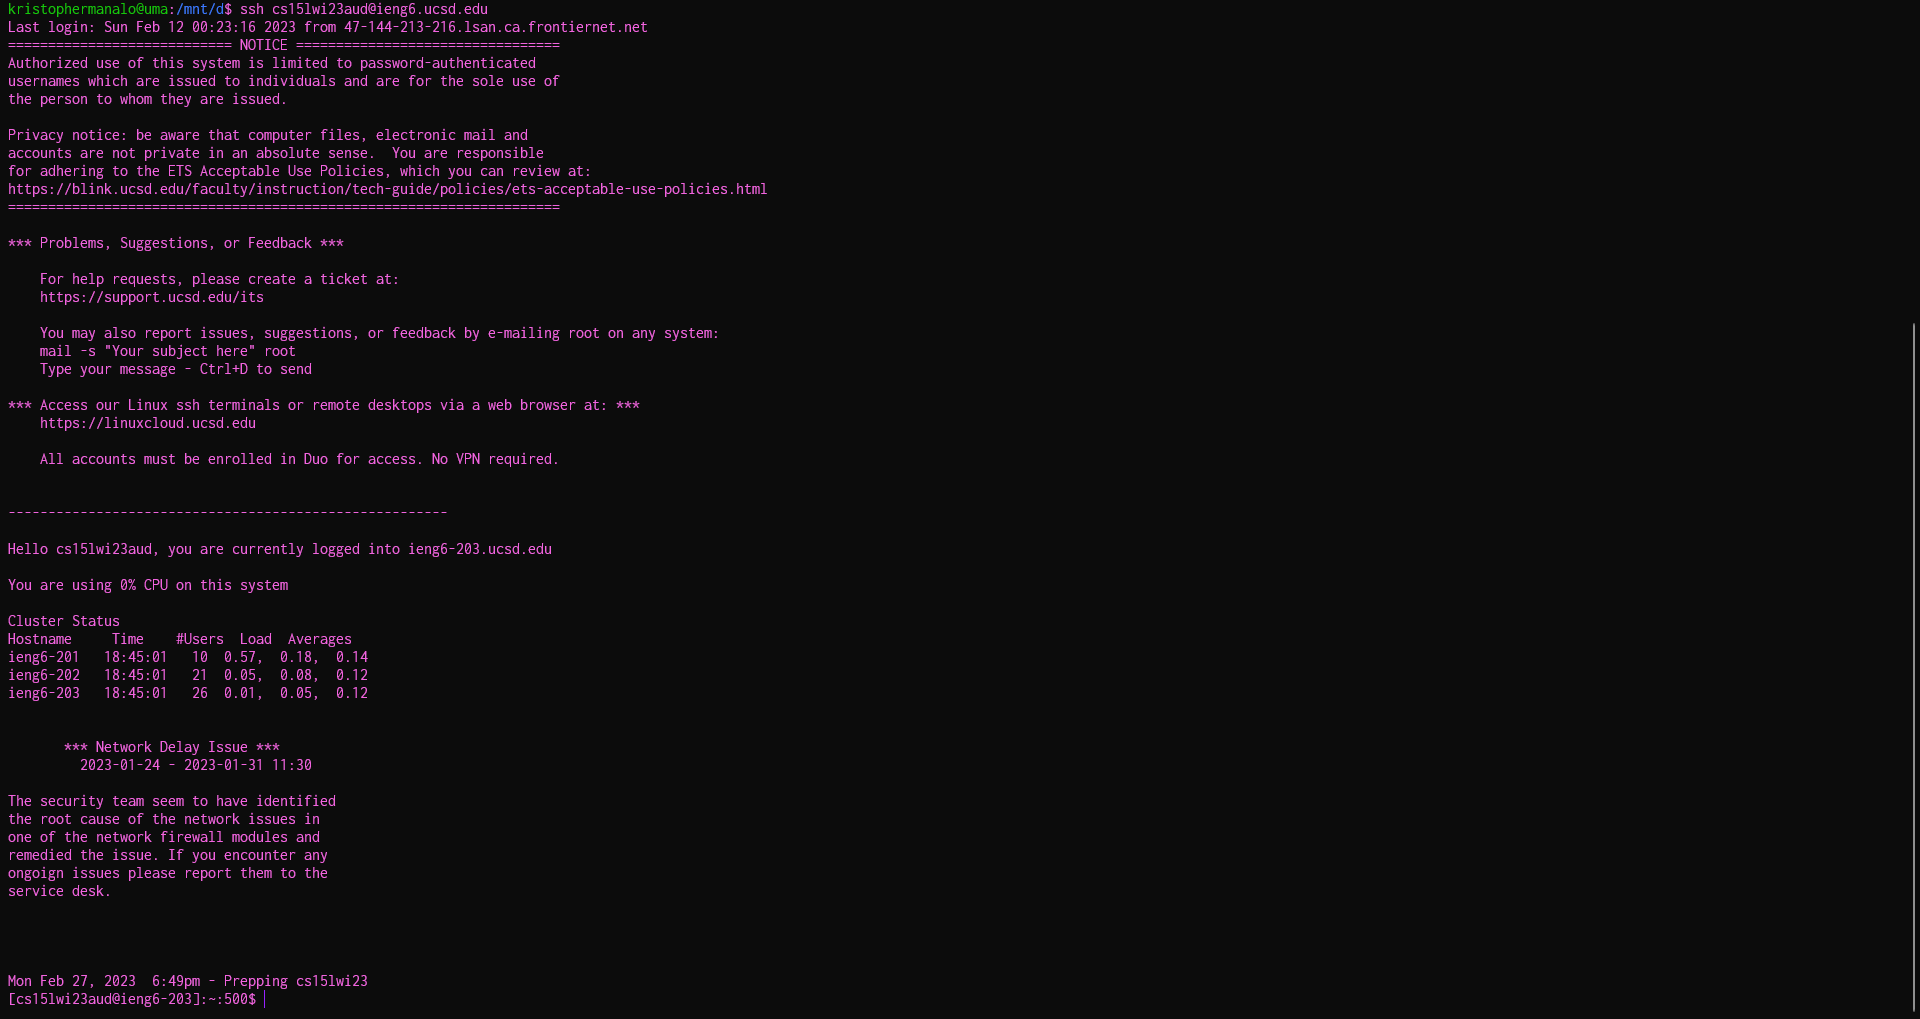 kristophermanalo@uma:/mnt/d$ ssh cs15lwi23aud@ieng6.ucsd.edu
Last login: Sun Feb 12 00:23:16 2023 from 47-144-213-216.lsan.ca.frontiernet.net
============================ NOTICE =================================
Authorized use of this system is limited to password-authenticated
usernames which are issued to individuals and are for the sole use of
the person to whom they are issued.

Privacy notice: be aware that computer files, electronic mail and
accounts are not private in an absolute sense.  You are responsible
for adhering to the ETS Acceptable Use Policies, which you can review at:
https://blink.ucsd.edu/faculty/instruction/tech-guide/policies/ets-acceptable-use-policies.html
=====================================================================

*** Problems, Suggestions, or Feedback ***

    For help requests, please create a ticket at:
    https://support.ucsd.edu/its

    You may also report issues, suggestions, or feedback by e-mailing root on any system:
    mail -s "Your subject here" root
    Type your message - Ctrl+D to send

*** Access our Linux ssh terminals or remote desktops via a web browser at: ***
    https://linuxcloud.ucsd.edu

    All accounts must be enrolled in Duo for access. No VPN required.


-------------------------------------------------------

Hello cs15lwi23aud, you are currently logged into ieng6-203.ucsd.edu

You are using 0% CPU on this system

Cluster Status
Hostname     Time    #Users  Load  Averages
ieng6-201   18:45:01   10  0.57,  0.18,  0.14
ieng6-202   18:45:01   21  0.05,  0.08,  0.12
ieng6-203   18:45:01   26  0.01,  0.05,  0.12


       *** Network Delay Issue ***
         2023-01-24 - 2023-01-31 11:30

The security team seem to have identified
the root cause of the network issues in
one of the network firewall modules and
remedied the issue. If you encounter any
ongoign issues please report them to the
service desk.




Mon Feb 27, 2023  6:49pm - Prepping cs15lwi23
[cs15lwi23aud@ieng6-203]:~:500$